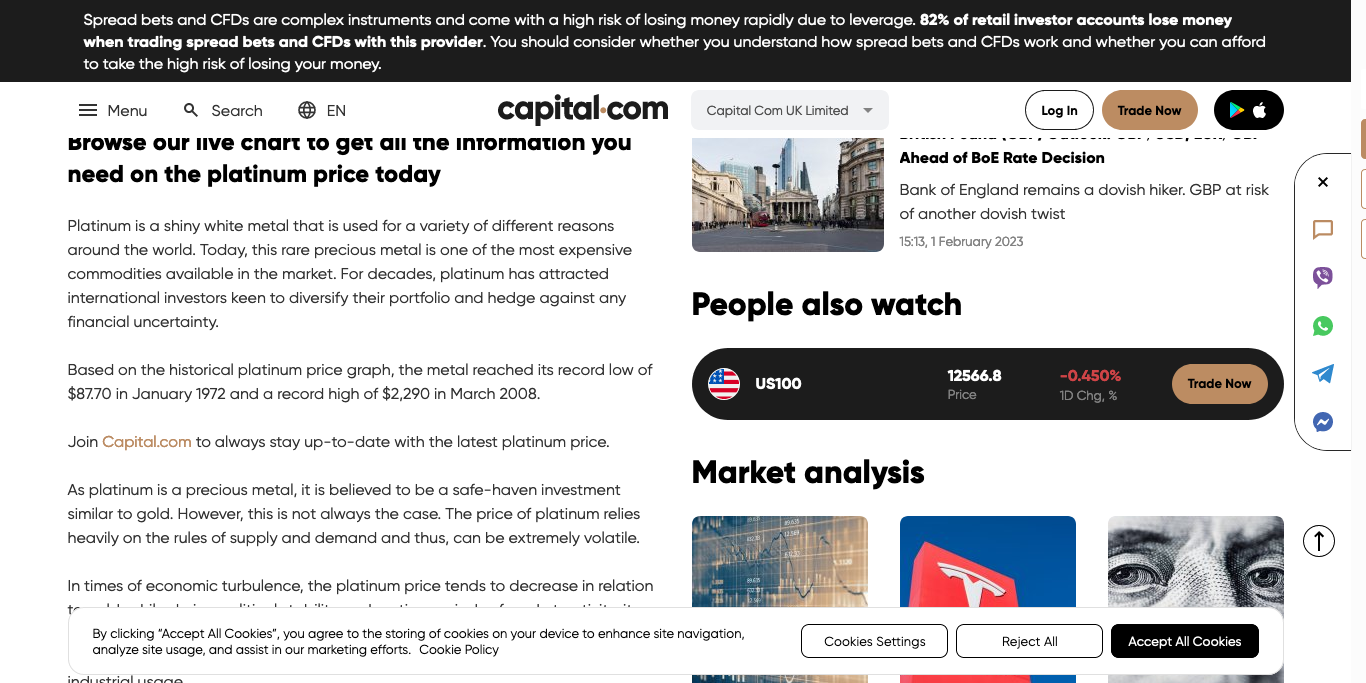 Spread bets and CFDs are complex instruments and come with a high risk of losing money rapidly due to leverage. 82% of retail investor accounts lose money
when trading spread bets and CFDs with this provider. You should consider whether you understand how spread bets and CFDs work and whether you can afford
to take the high risk of losing your money.
Menu
Search
EN
capital.com
Capital Com UK Limited
Log In
Trade Now
Browse our live chart to get all the information you
need on the platinum price today
Platinum is a shiny white metal that is used for a variety of different reasons
around the world. Today, this rare precious metal is one of the most expensive
commodities available in the market. For decades, platinum has attracted
international investors keen to diversify their portfolio and hedge against any
financial uncertainty.
Based on the historical platinum price graph, the metal reached its record low of
$87.70 in January 1972 and a record high of $2,290 in March 2008.
Join Capital.com to always stay up-to-date with the latest platinum price.
As platinum is a precious metal, it is believed to be a safe-haven investment
similar to gold. However, this is not always the case. The price of platinum relies
heavily on the rules of supply and demand and thus, can be extremely volatile.
In times of economic turbulence, the platinum price tends to decrease in relation
industrial usage.
Ahead of BoE Rate Decision
Bank of England remains a dovish hiker. GBP at risk
of another dovish twist
15:13, 1 February 2023
People also watch
US100
12566.8
Price
-0.450%
1D Chg, %
Trade Now
Market analysis
By clicking “Accept All Cookies”, you agree to the storing of cookies on your device to enhance site navigation,
analyze site usage, and assist in our marketing efforts. Cookie Policy
Cookies Settings
Reject All
Accept All Cookies